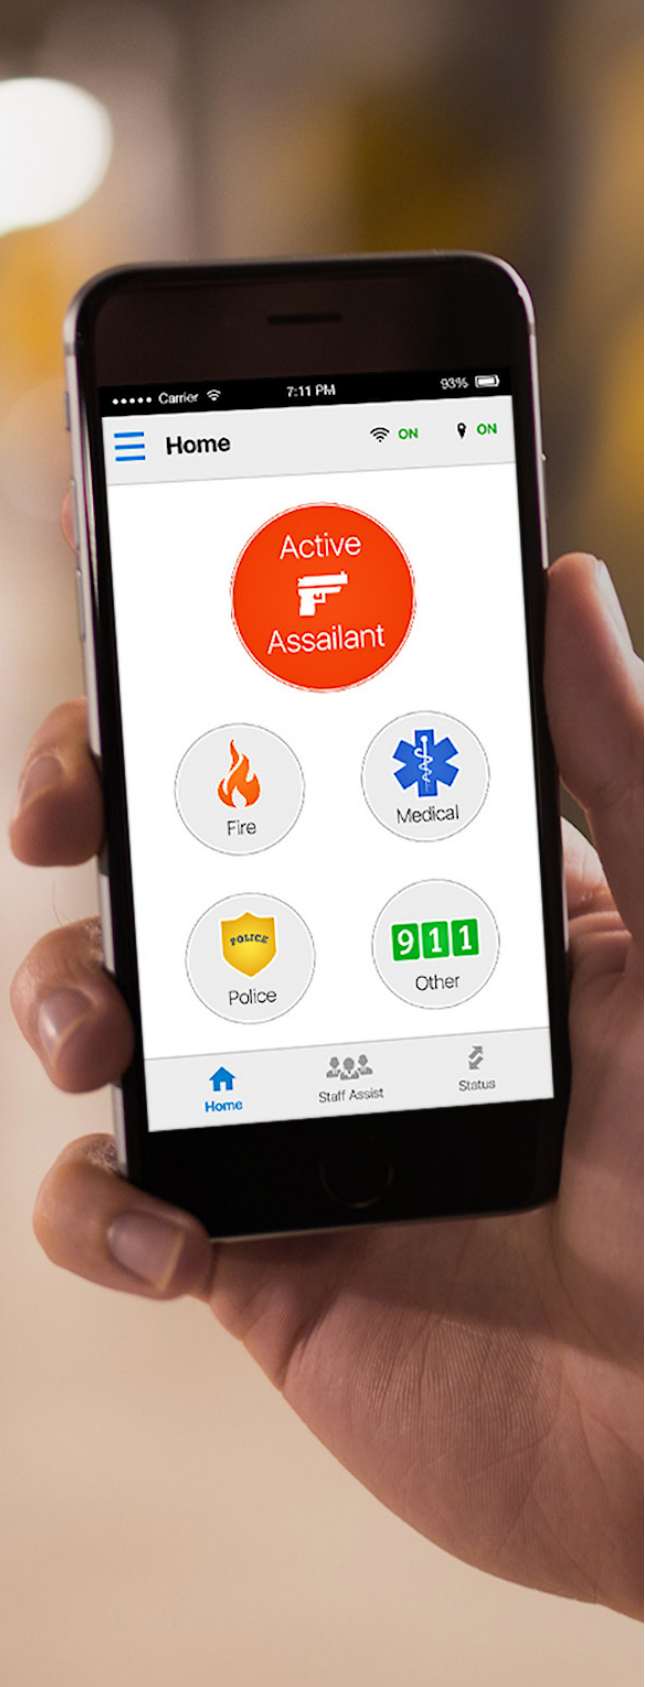 Carrier 7:11 PM 93%
Home ON ON
Active
Assailant
Fire
Medical
POLICE
Police
911
Other
Home
Staff Assist
Status